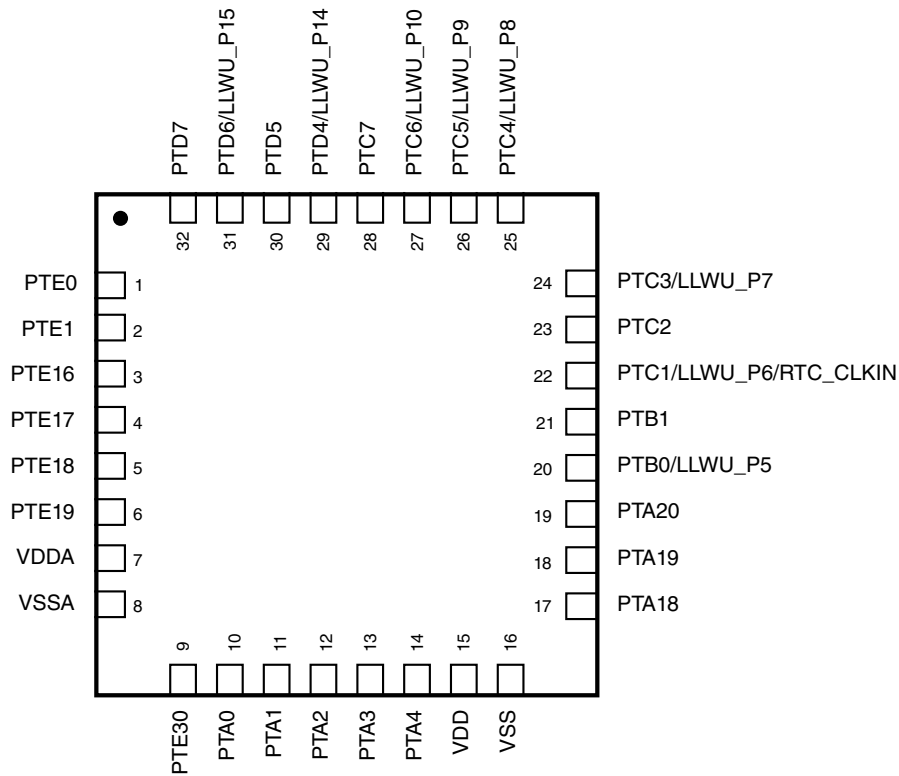 PTD7
PTD6/LLWU_P15
PTD5
PTD4/LLWU_P14
PTC7
PTC6/LLWU_P10
PTC5/LLWU_P9
PTC4/LLWU_P8
32
31
30
29
28
27
26
25
PTE0 1
24 PTC3/LLWU_P7
PTE1 2
23 PTC2
PTE16 3
22 PTC1/LLWU_P6/RTC_CLKIN
PTE17 4
21 PTB1
PTE18 5
20 PTB0/LLWU_P5
PTE19 6
19 PTA20
VDDA 7
18 PTA19
VSSA 8
17 PTA18
9
10
11
12
13
14
15
16
PTE30
PTA0
PTA1
PTA2
PTA3
PTA4
VDD
VSS